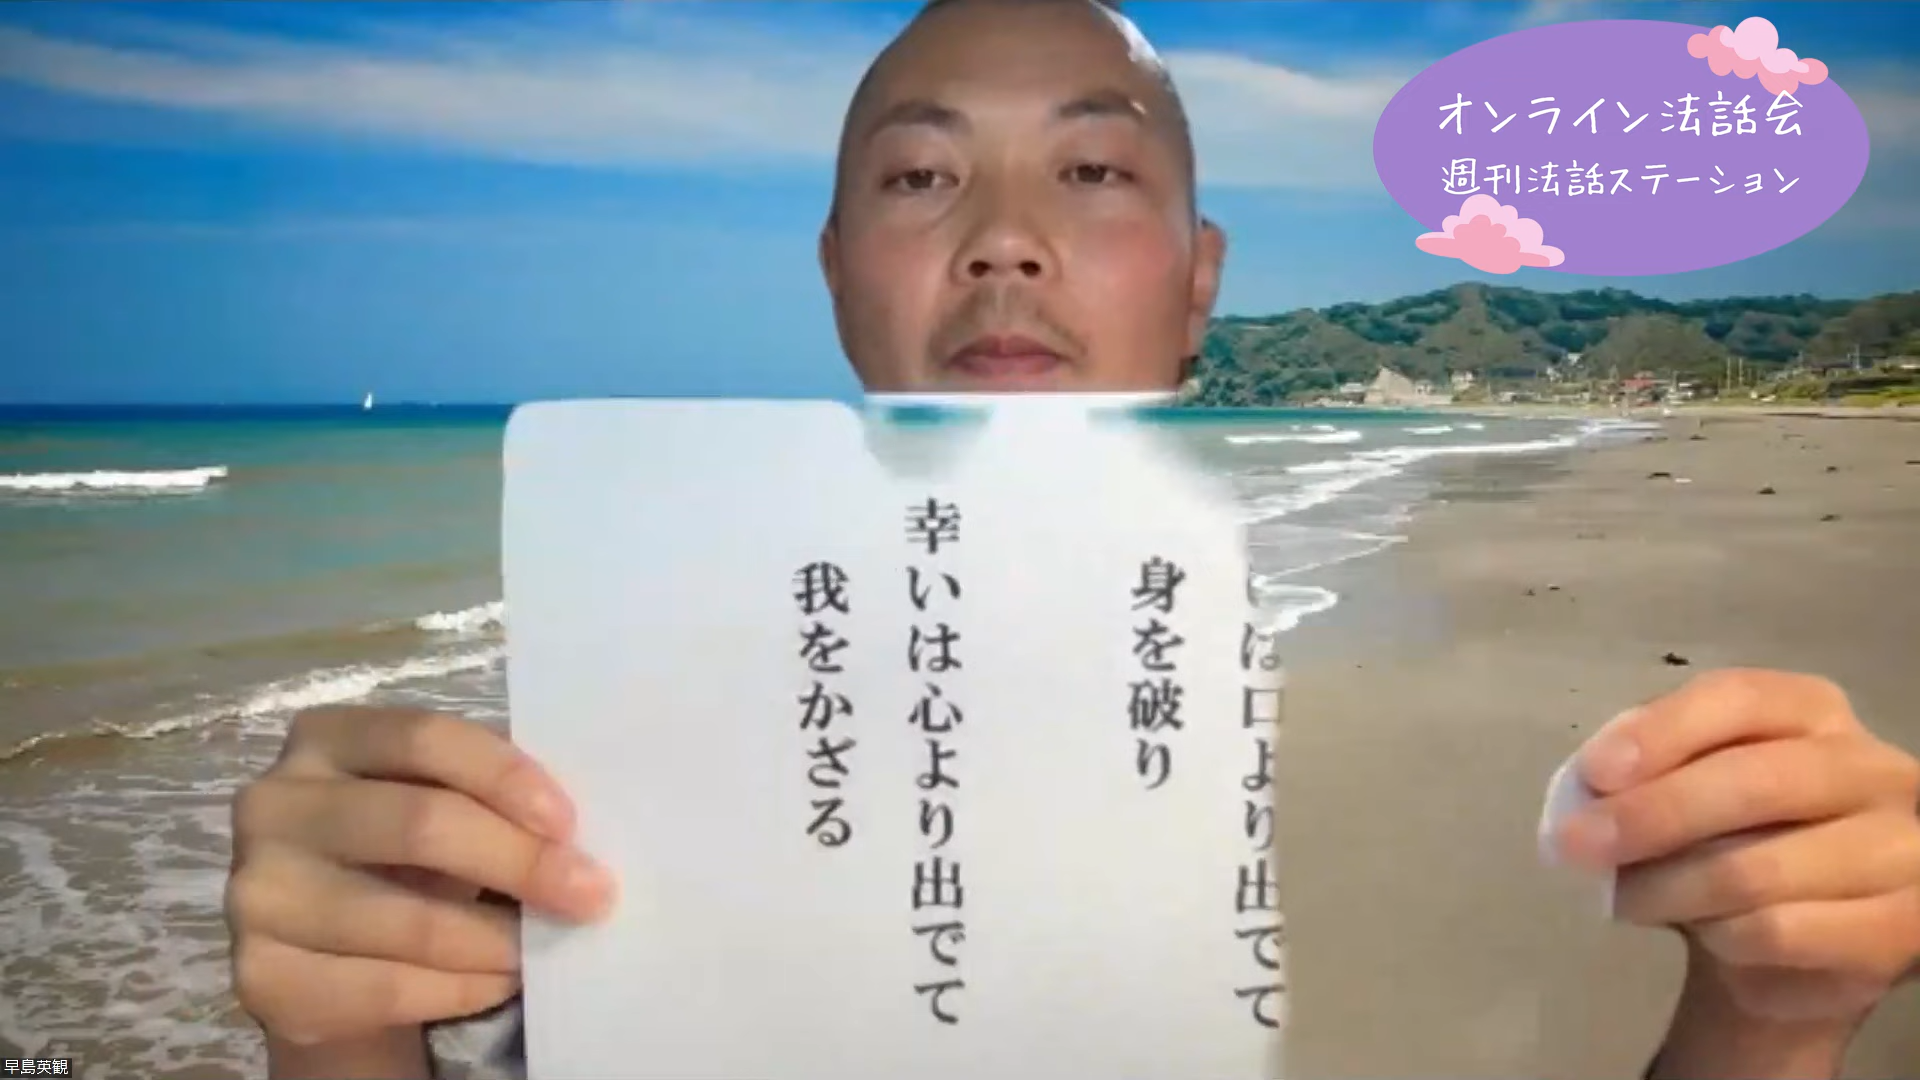 オンライン法話会
週刊法話ステーション
は口より出でて
身を破り
幸いは心より出でて
我をかざる
早島英観